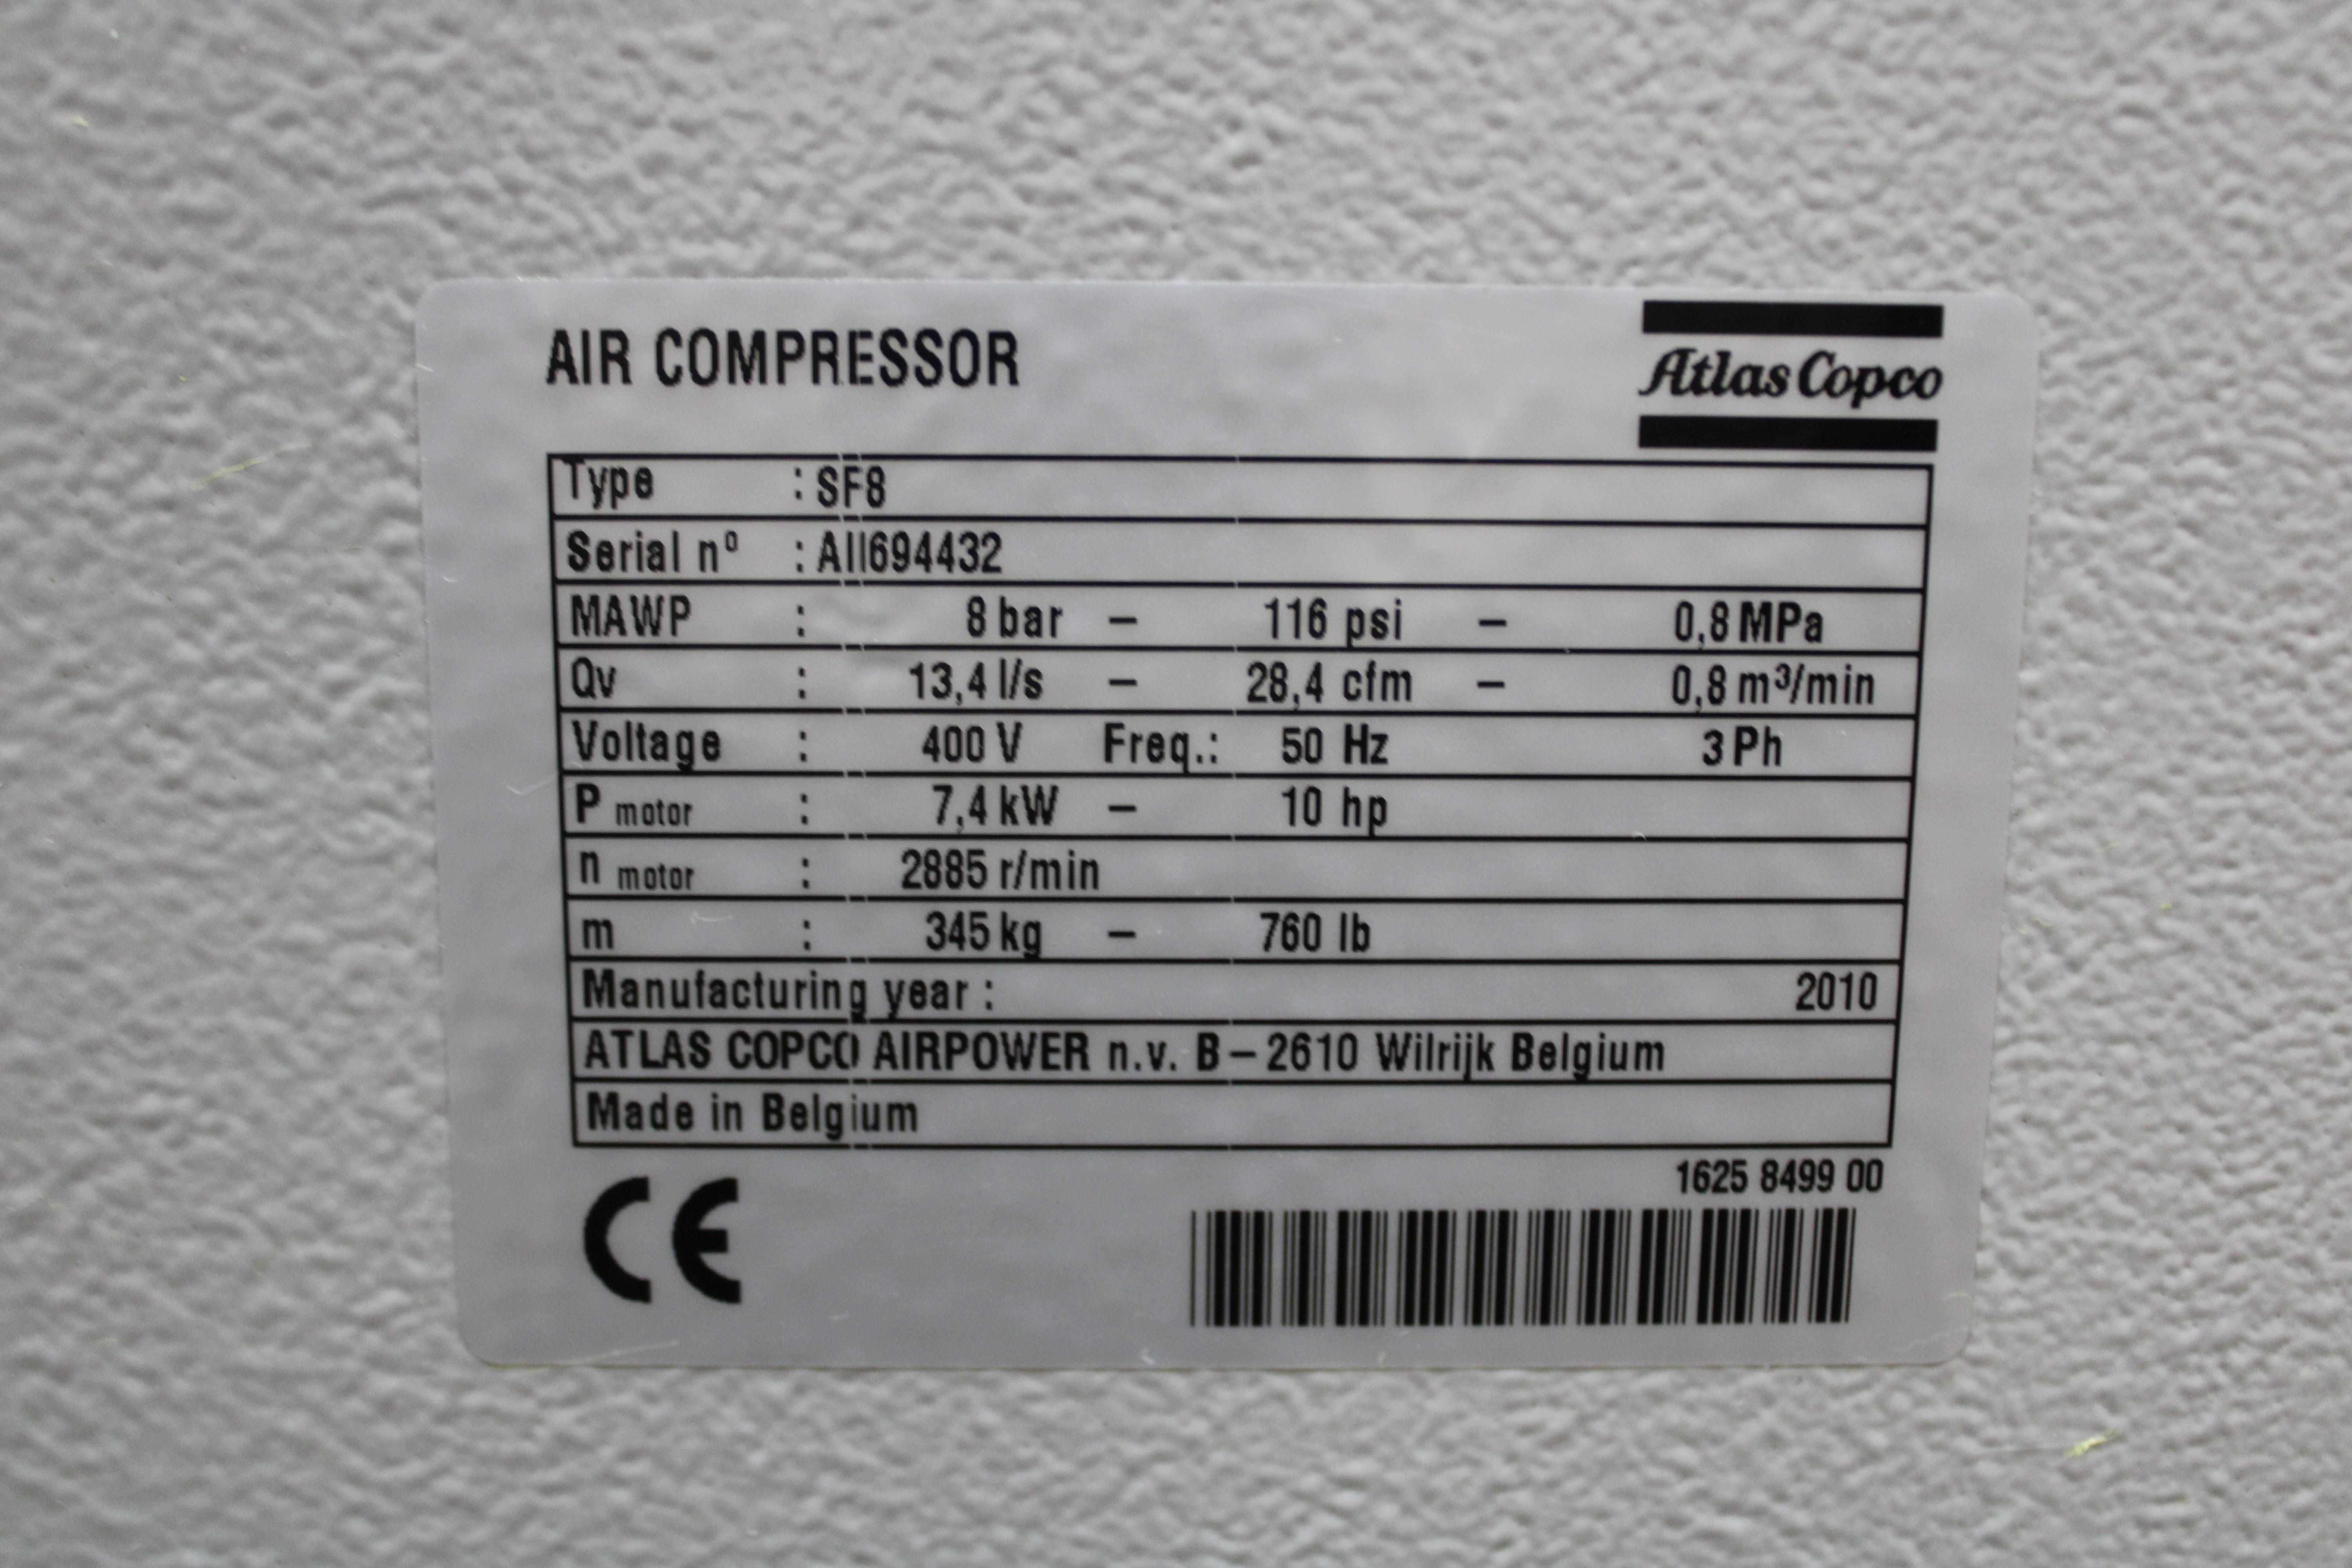 AIR COMPRESSOR
Atlas Copco
Type : SF8
Serial nº : AII694432
MAWP : 8 bar – 116 psi – 0,8 MPa
Qv : 13,4 l/s – 28,4 cfm – 0,8 m³/min
Voltage : 400 V Freq.: 50 Hz 3 Ph
P motor : 7,4 kW – 10 hp
n motor : 2885 r/min
m : 345 kg – 760 lb
Manufacturing year : 2010
ATLAS COPCO AIRPOWER n.v. B – 2610 Wilrijk Belgium
Made in Belgium
1625 8499 00
CE